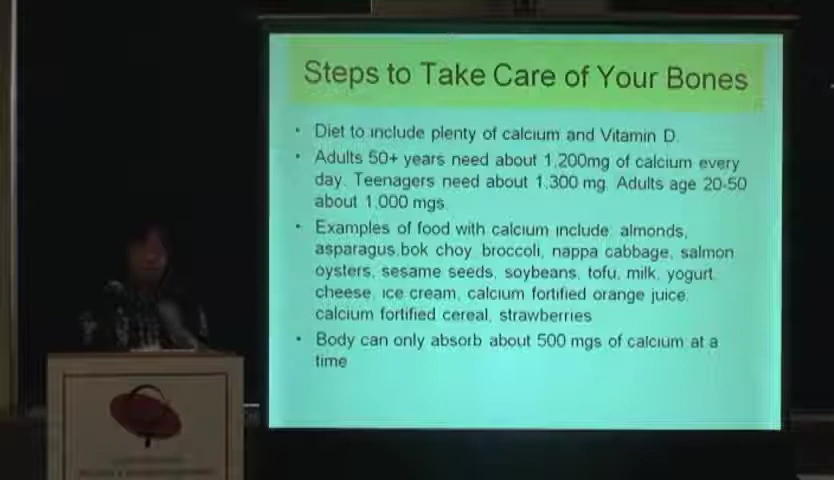 Steps to Take Care of Your Bones
• Diet to include plenty of calcium and Vitamin D.
• Adults 50+ years need about 1,200mg of calcium every
day. Teenagers need about 1,300 mg. Adults age 20-50
about 1,000 mgs.
• Examples of food with calcium include: almonds,
asparagus,bok choy, broccoli, nappa cabbage, salmon
oysters, sesame seeds, soybeans, tofu, milk, yogurt,
cheese, ice cream, calcium fortified orange juice,
calcium fortified cereal, strawberries
• Body can only absorb about 500 mgs of calcium at a
time